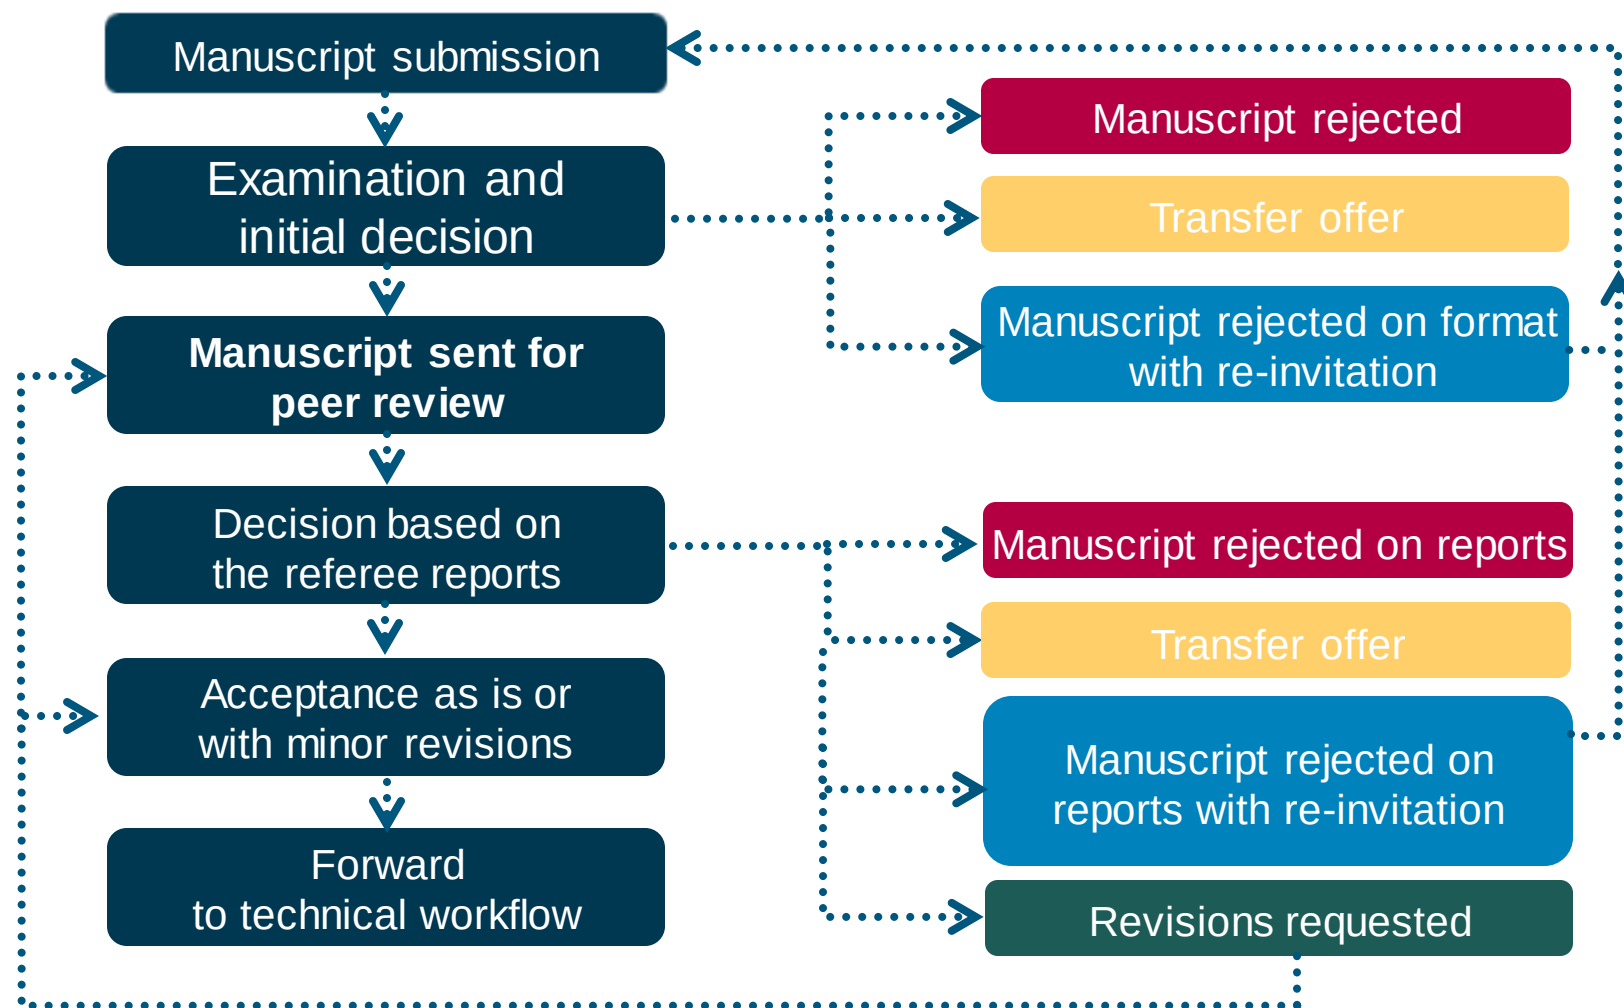 Manuscript submission
Examination and
initial decision
Manuscript sent for
peer review
Decision based on
the referee reports
Acceptance as is or
with minor revisions
Forward
to technical workflow
Manuscript rejected
Transfer offer
Manuscript rejected on format
with re-invitation
Manuscript rejected on reports
Transfer offer
Manuscript rejected on
reports with re-invitation
Revisions requested